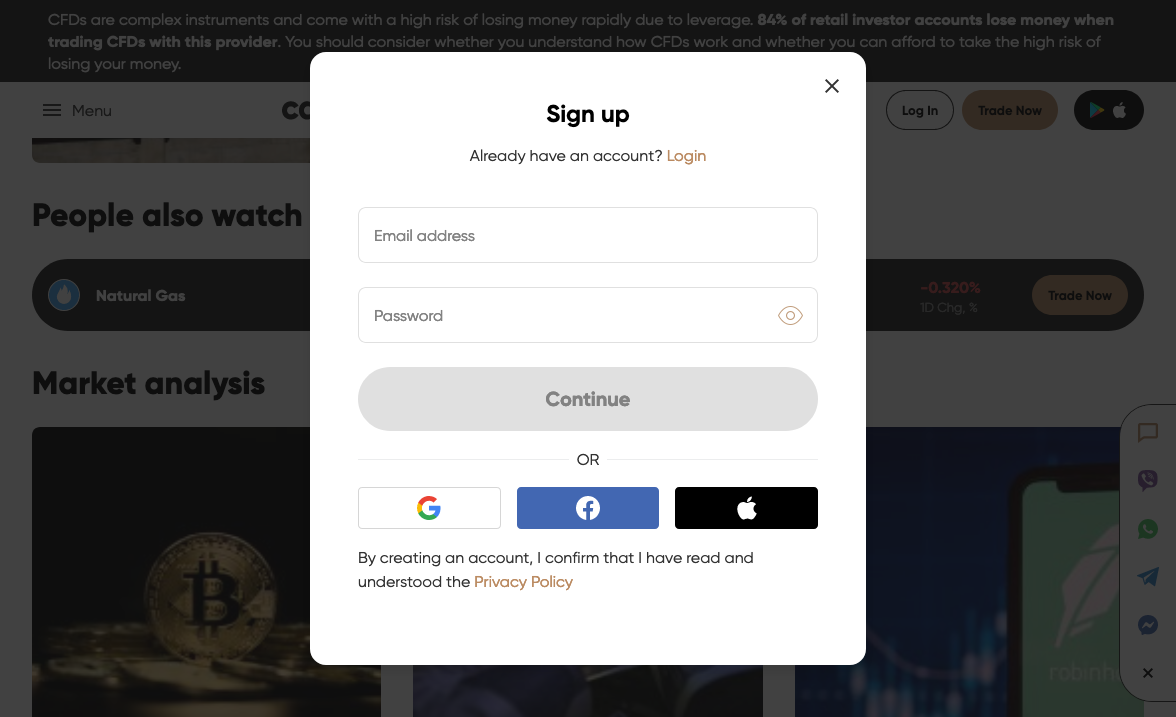 CFDs are complex instruments and come with a high risk of losing money rapidly due to leverage. 84% of retail investor accounts lose money when
trading CFDs with this provider. You should consider whether you understand how CFDs work and whether you can afford to take the high risk of
losing your money.
Menu
Log In
Trade Now
Sign up
Already have an account? Login
People also watch
Email address
Natural Gas
-0.320%
1D Chg, %
Trade Now
Password
Market analysis
Continue
OR
By creating an account, I confirm that I have read and
understood the Privacy Policy